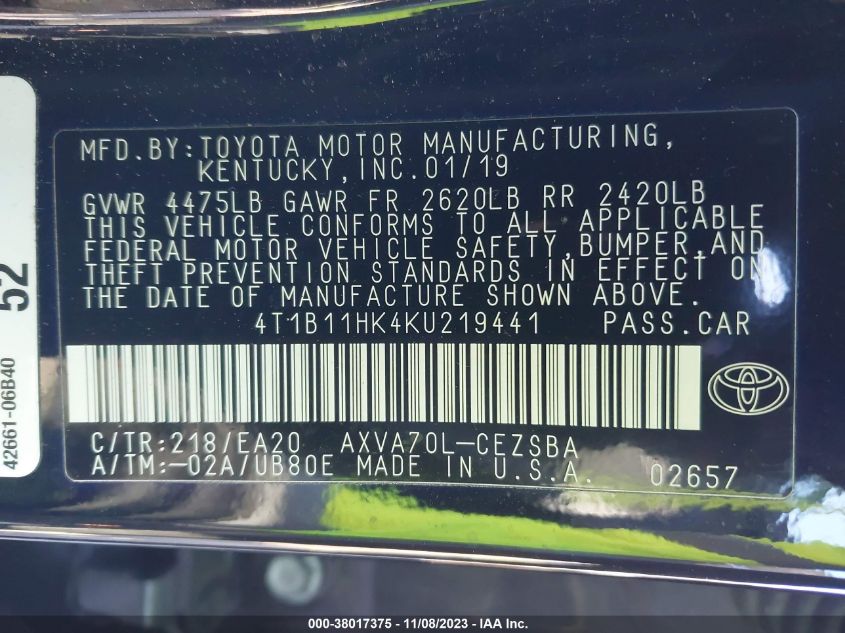 52
42661-06B40
MFD.BY:TOYOTA MOTOR MANUFACTURING,
KENTUCKY,INC.01/19
GVWR 4475LB GAWR FR 2620LB RR 2420LB
THIS VEHICLE CONFORMS TO ALL APPLICABLE
FEDERAL MOTOR VEHICLE SAFETY,BUMPER,AND
THEFT PREVENTION STANDARDS IN EFFECT ON
THE DATE OF MANUFACTURE SHOWN ABOVE.
4T1B11HK4KU219441 PASS.CAR
C/TR:218/EA20 AXVA70L-CEZSBA
A/TM:-02A/UB80E MADE IN U.S.A. 02657
000-38017375 - 11/08/2023 - IAA Inc.